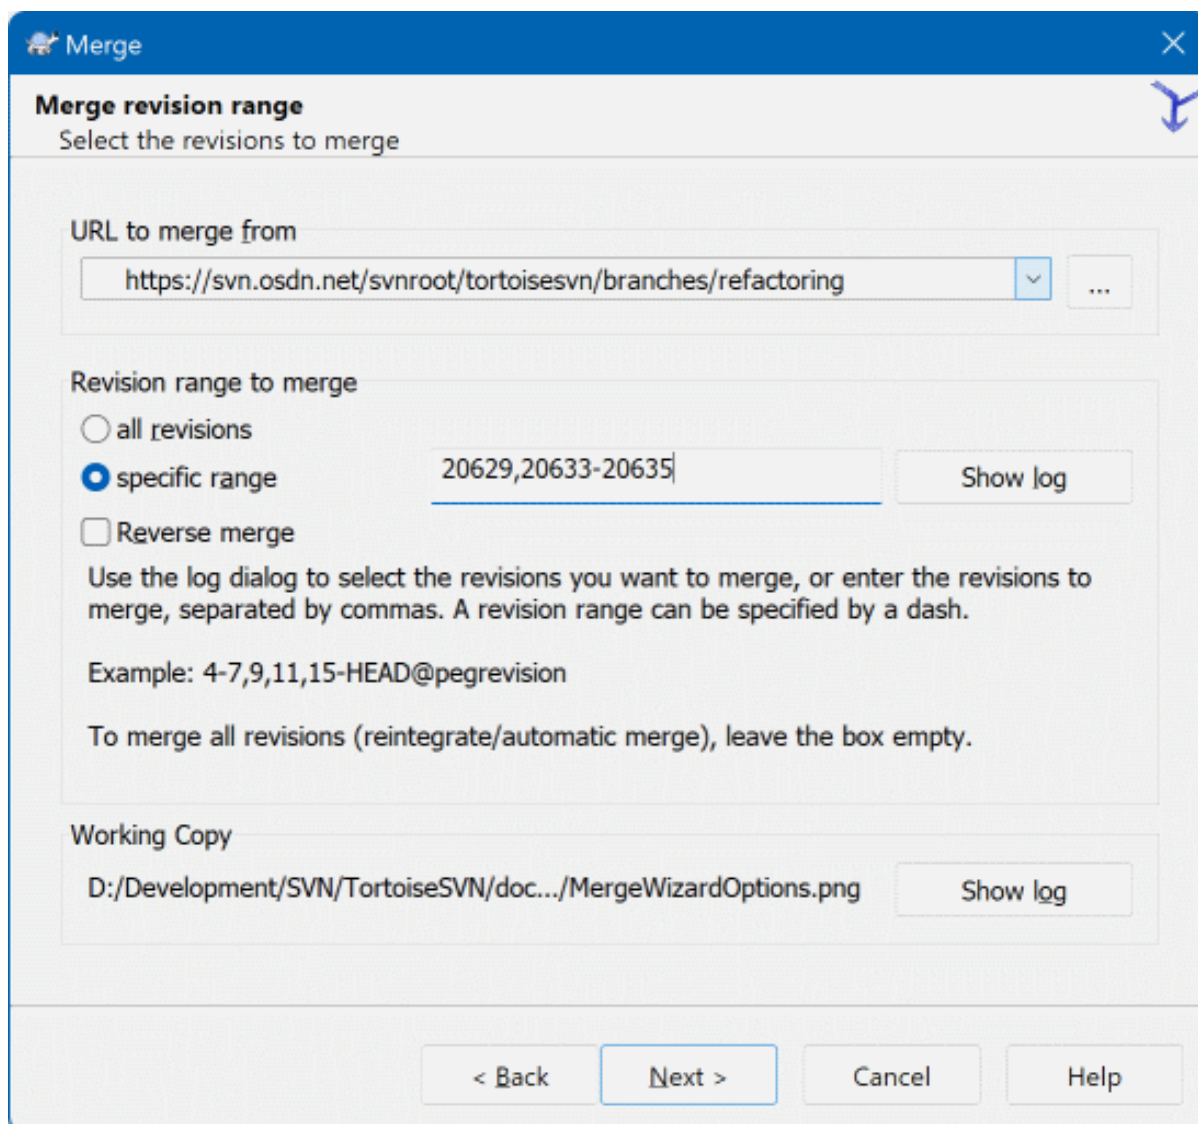 Merge
Merge revision range
Select the revisions to merge
URL to merge from
https://svn.osdn.net/svnroot/tortoisesvn/branches/refactoring
...
Revision range to merge
all revisions
specific range
20629,20633-20635
Show log
Reverse merge
Use the log dialog to select the revisions you want to merge, or enter the revisions to
merge, separated by commas. A revision range can be specified by a dash.
Example: 4-7,9,11,15-HEAD@pegrevision
To merge all revisions (reintegrate/automatic merge), leave the box empty.
Working Copy
D:/Development/SVN/TortoiseSVN/doc.../MergeWizardOptions.png
Show log
< Back
Next >
Cancel
Help